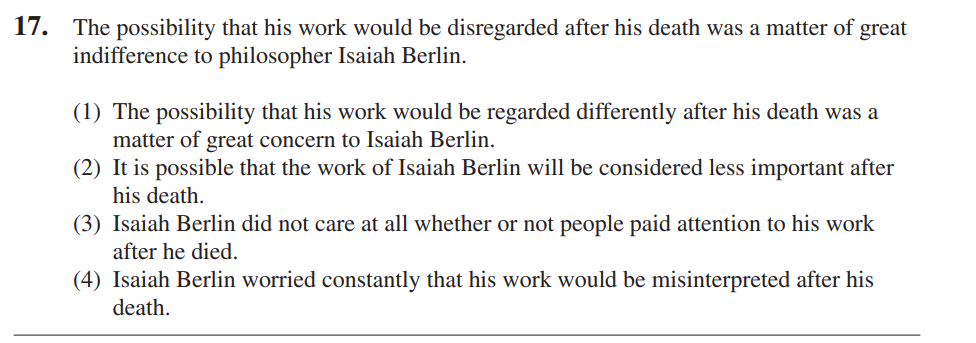 17. The possibility that his work would be disregarded after his death was a matter of great
indifference to philosopher Isaiah Berlin.
(1) The possibility that his work would be regarded differently after his death was a
matter of great concern to Isaiah Berlin.
(2) It is possible that the work of Isaiah Berlin will be considered less important after
his death.
(3) Isaiah Berlin did not care at all whether or not people paid attention to his work
after he died.
(4) Isaiah Berlin worried constantly that his work would be misinterpreted after his
death.